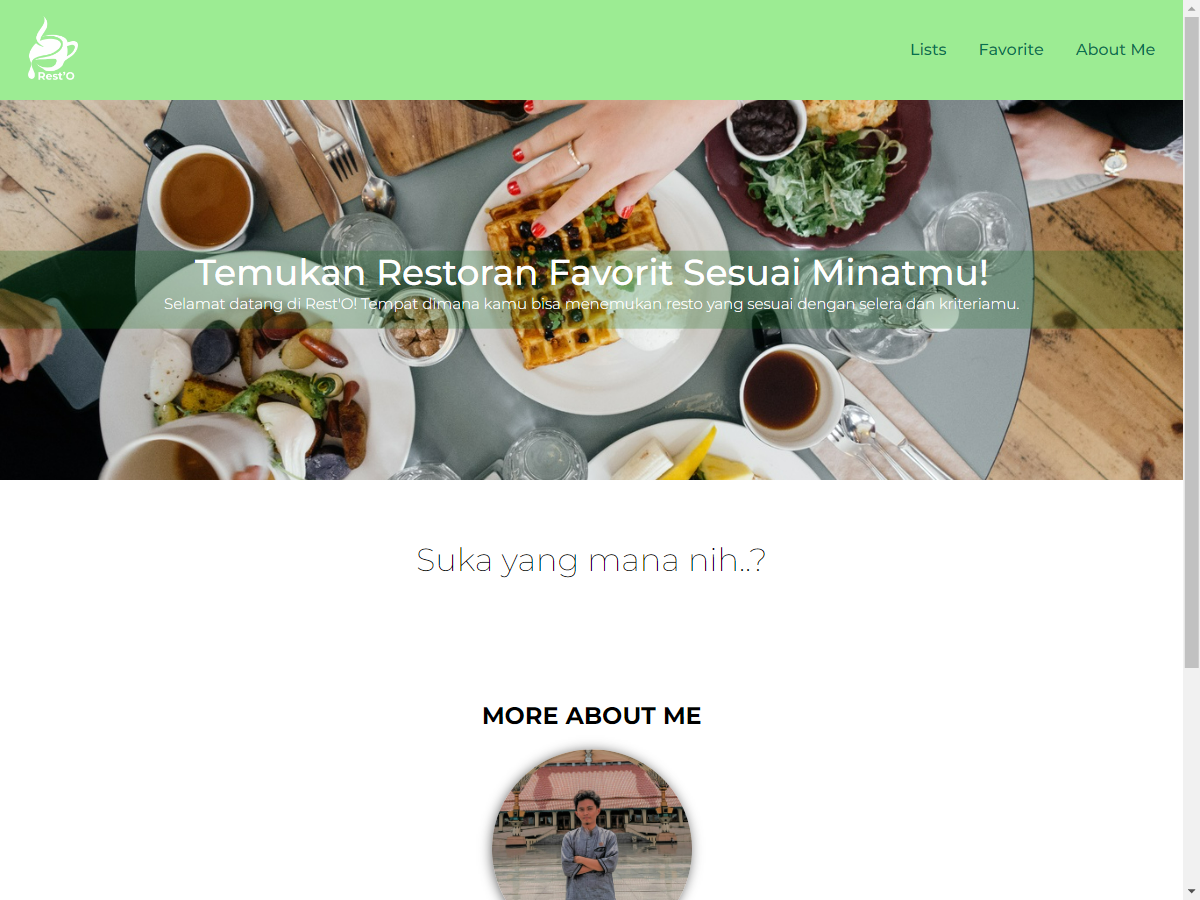 Rest'O
Lists
Favorite
About Me
Temukan Restoran Favorit Sesuai Minatmu!
Selamat datang di Rest'O! Tempat dimana kamu bisa menemukan resto yang sesuai dengan selera dan kriteriamu.
Suka yang mana nih..?
MORE ABOUT ME